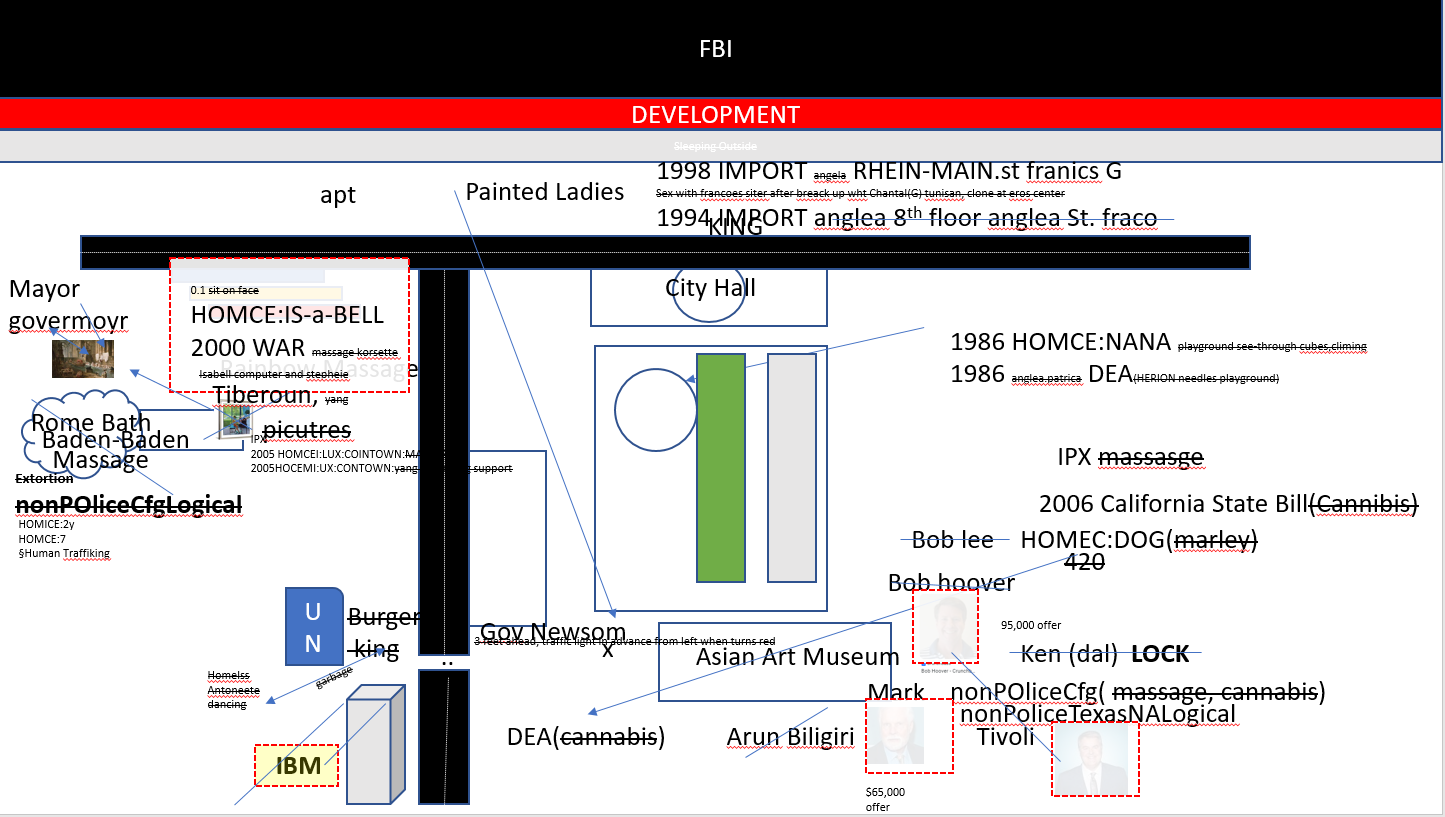 FBI
DEVELOPMENT
Sleeping Outside
1998 IMPORT angela RHEIN-MAIN.st franics G
apt
Painted Ladies
Sex with francoes siter after breack up wht Chantal(G) tunisan, clone at eros center
1994 IMPORT anglea 8th floor anglea St. fraco
KING
Mayor
govermoyr
0.1 sit on face
City Hall
HOMCE:IS-a-BELL
2000 WAR massage korsette
Rainbow Massage
Isabell computer and stepheie
Tiberoun, yang
1986 HOMCE:NANA playground see-through cubes,climing
1986 anglea.patrica DEA(HERION needles playground)
Rome Bath
Baden-Baden
Massage
picutres
IPX
2005 HOMCEI:LUX:COINTOWN:MA
2005HOCEMI:UX:CONTOWN:yang support
Extortion
nonPOliceCfgLogical
HOMICE:2y
HOMCE:7
§Human Traffiking
IPX massasge
2006 California State Bill(Cannibis)
Bob lee HOMEC:DOG(marley)
420
Bob hoover
U
N
Burger
king
95,000 offer
Gov Newsom
3 feet ahead, traffic light in advance from left when turns red
x
..
Asian Art Museum
Bob Hoover - Crunch
Ken (dal) LOCK
Homelss
Antoneete
dancing
garbage
Mark
nonPOliceCfg( massage, cannabis)
nonPoliceTexasNALogical
DEA(cannabis)
Arun Biligiri
Tivoli
IBM
$65,000
offer